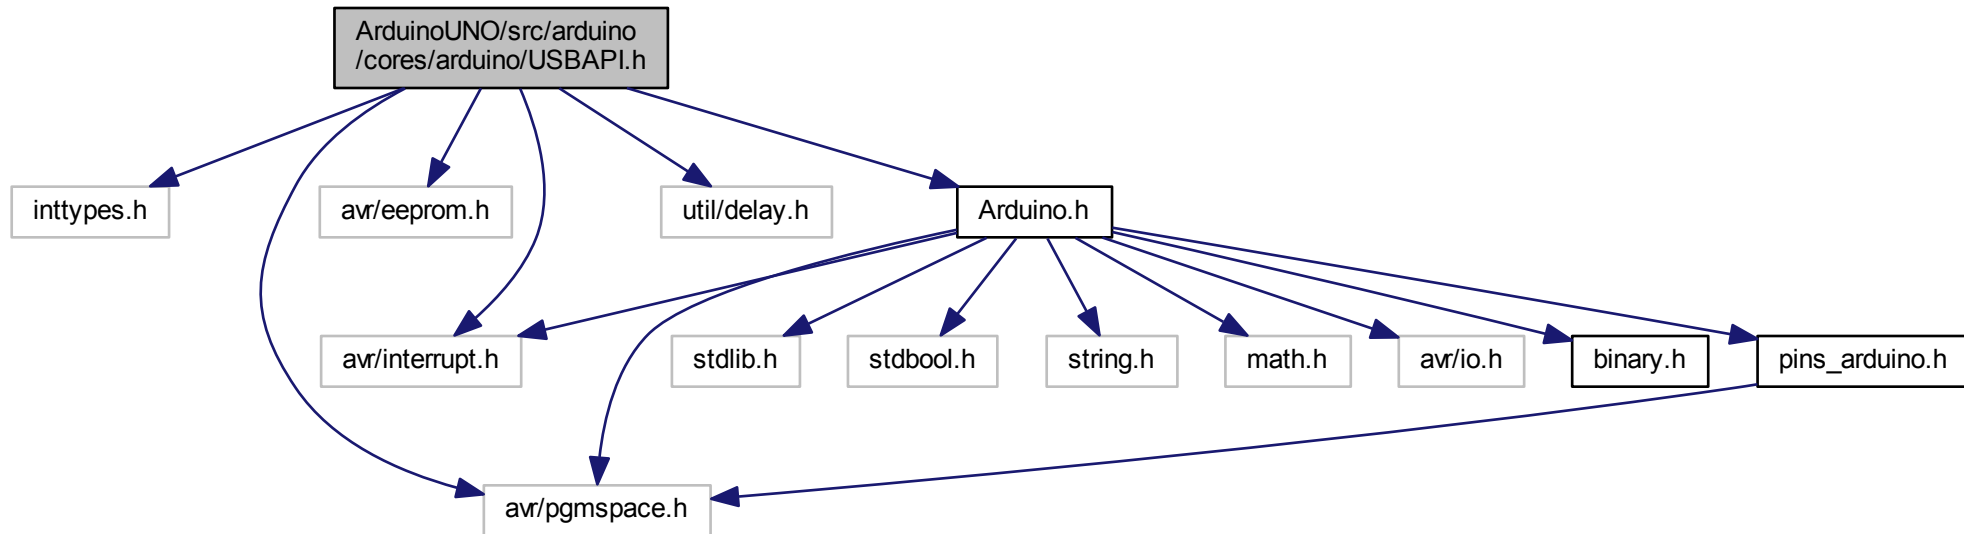 ArduinoUNO/src/arduino
/cores/arduino/USBAPI.h
inttypes.h
avr/eeprom.h
util/delay.h
Arduino.h
avr/interrupt.h
stdlib.h
stdbool.h
string.h
math.h
avr/io.h
binary.h
pins_arduino.h
avr/pgmspace.h